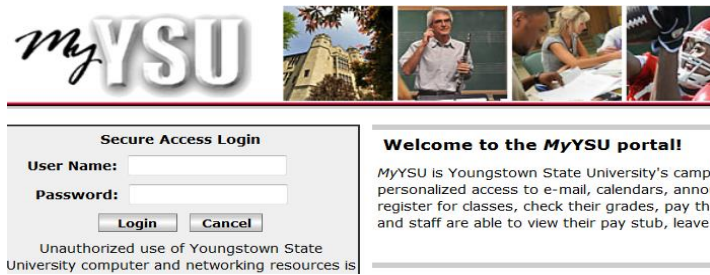 MyYSU
Secure Access Login
User Name:
Password:
Login Cancel
Unauthorized use of Youngstown State
University computer and networking resources is
Welcome to the MyYSU portal!
MyYSU is Youngstown State University's camp
personalized access to e-mail, calendars, anno
register for classes, check their grades, pay th
and staff are able to view their pay stub, leave